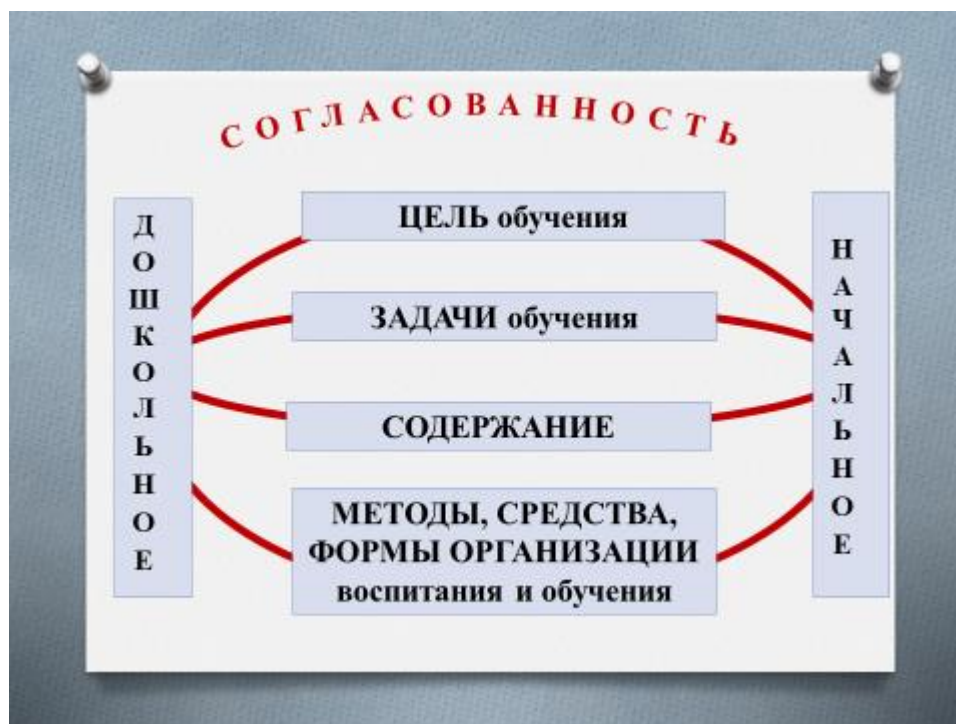 СОГЛАСОВАННОСТЬ
ДОШКОЛЬНОЕ
ЦЕЛЬ обучения
ЗАДАЧИ обучения
СОДЕРЖАНИЕ
МЕТОДЫ, СРЕДСТВА,
ФОРМЫ ОРГАНИЗАЦИИ
воспитания и обучения
НАЧАЛЬНОЕ